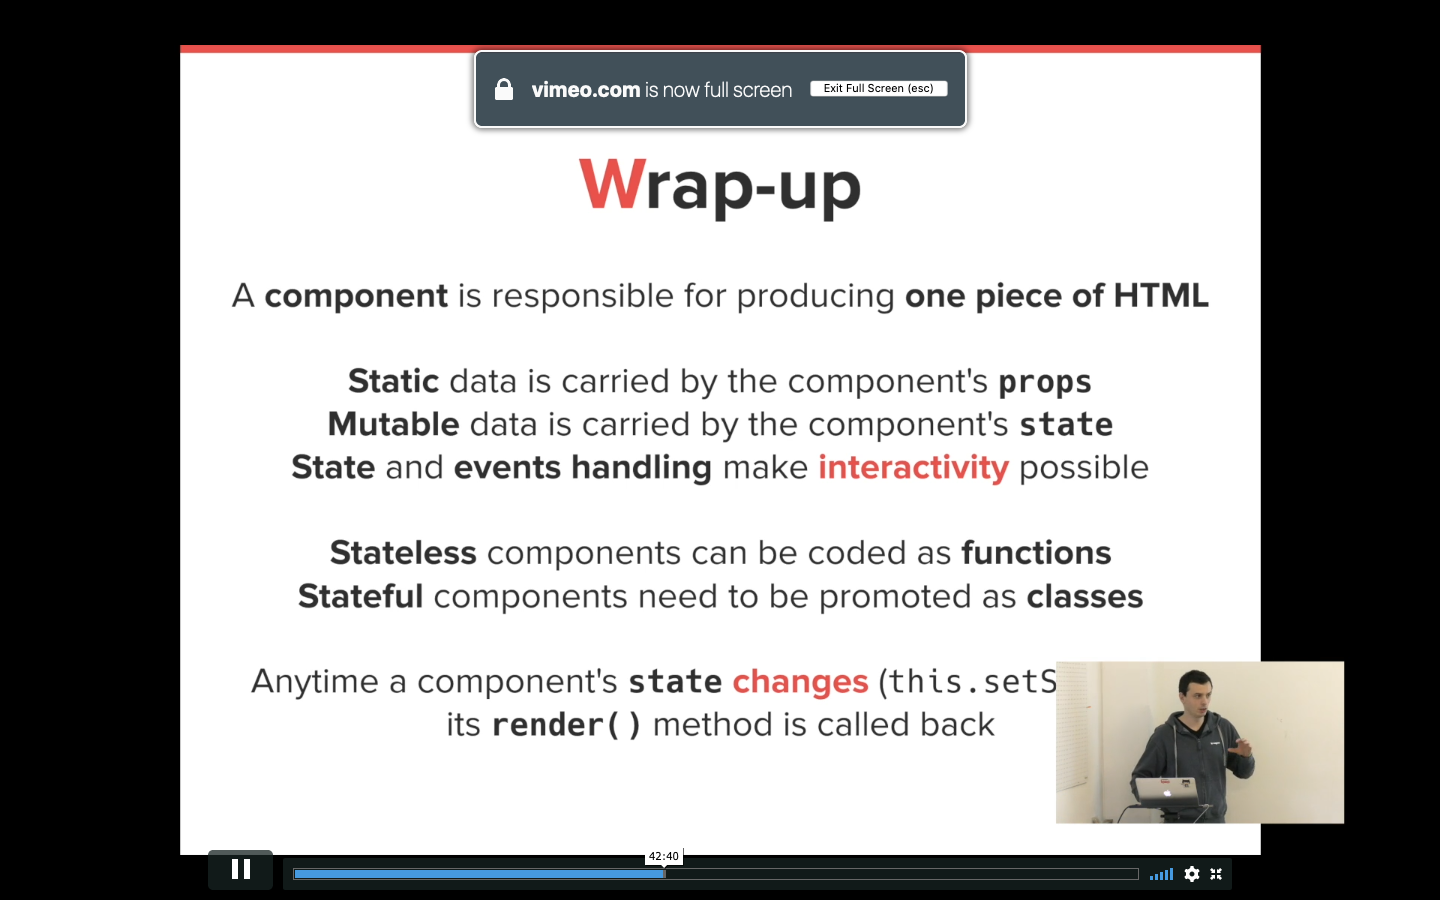 vimeo.com is now full screen Exit Full Screen (esc)
Wrap-up
A component is responsible for producing one piece of HTML
Static data is carried by the component's props
Mutable data is carried by the component's state
State and events handling make interactivity possible
Stateless components can be coded as functions
Stateful components need to be promoted as classes
Anytime a component's state changes (this.setS
its render() method is called back
42:40